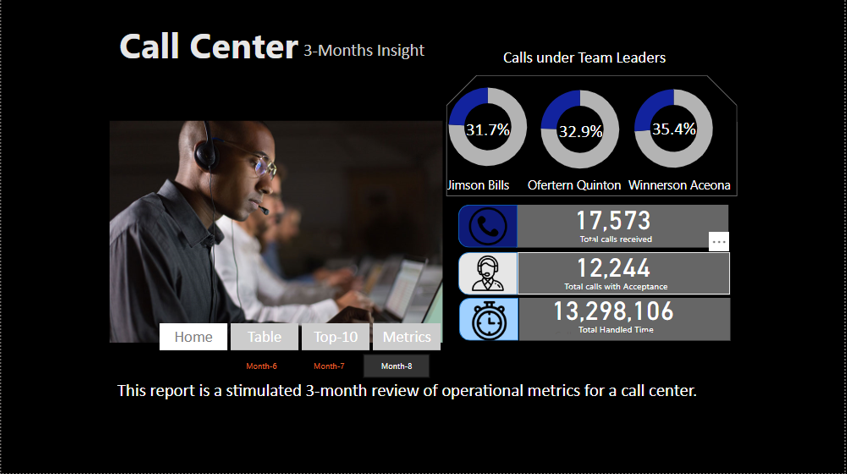 Call Center 3-Months Insight
Calls under Team Leaders
31.7%
32.9%
35.4%
Jimson Bills
Ofertern Quinton
Winnerson Aceona
17,573
Total calls received
12,244
Total calls with Acceptance
13,298,106
Total Handled Time
Home
Table
Top-10
Metrics
Month-6
Month-7
Month-8
This report is a stimulated 3-month review of operational metrics for a call center.